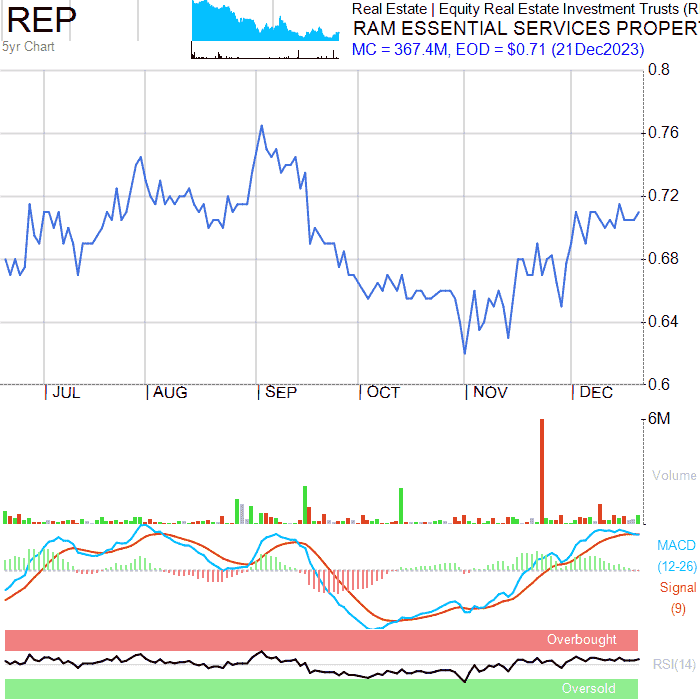 REP
5yr Chart
Real Estate | Equity Real Estate Investment Trusts (R
RAM ESSENTIAL SERVICES PROPER
MC = 367.4M, EOD = $0.71 (21Dec2023)
0.8
0.76
0.72
0.68
0.64
0.6
JUL AUG SEP OCT NOV DEC
6M
Volume
MACD
(12-26)
Signal
(9)
Overbought
RSI(14)
Oversold